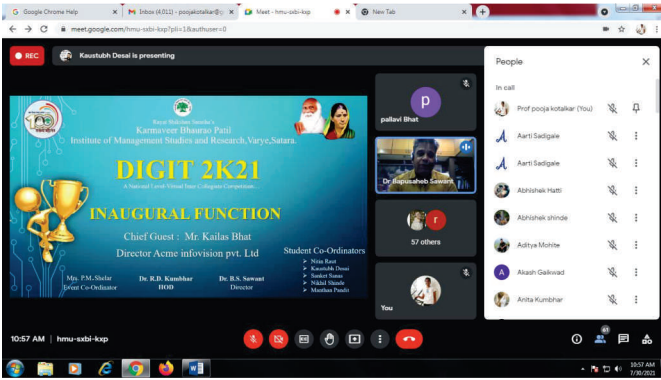 Google Chrome Help
Inbox (4,011) - poojakotalkar@g
Meet - hmu-sxbi-kxp
New Tab
meet.google.com/hmu-sxbi-kxp?pli=1&authuser=0
REC
Kaustubh Desai is presenting
100
Rayat Shikshan Sanstha's
Karmaveer Bhaurao Patil
Institute of Management Studies and Research,Varye,Satara.
DIGIT 2K21
A National Level Virtual Inter Collegiate Competition...
INAUGURAL FUNCTION
Chief Guest : Mr. Kailas Bhat
Director Acme infovision pvt. Ltd
Student Co-Ordinators
Nitin Raut
Kaustubh Desai
Sanket Sanas
Nikhil Shinde
Manthan Pandit
Mrs. P.M.Shelar
Event Co-Ordinator
Dr. R.D. Kumbhar
HOD
Dr. B.S. Sawant
Director
p
pallavi Bhat
Dr Bapusaheb Sawant
r
57 others
You
People
In call
Prof pooja kotalkar (You)
Aarti Sadigale
Aarti Sadigale
Abhishek Hatti
Abhishek shinde
Aditya Mohite
A
Akash Gaikwad
Anita Kumbhar
10:57 AM | hmu-sxbi-kxp
61
10:57 AM
7/30/2021